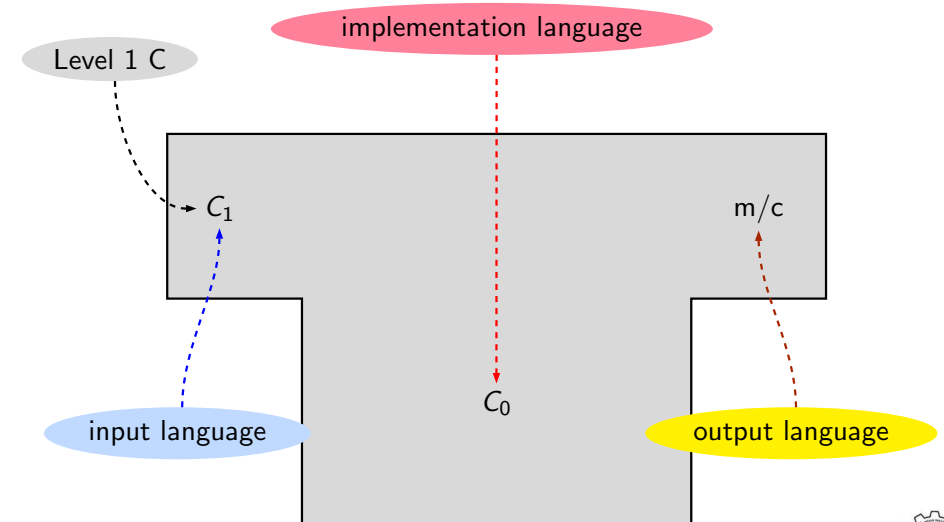 implementation language
Level 1 C
C₁
m/c
C₀
input language
output language